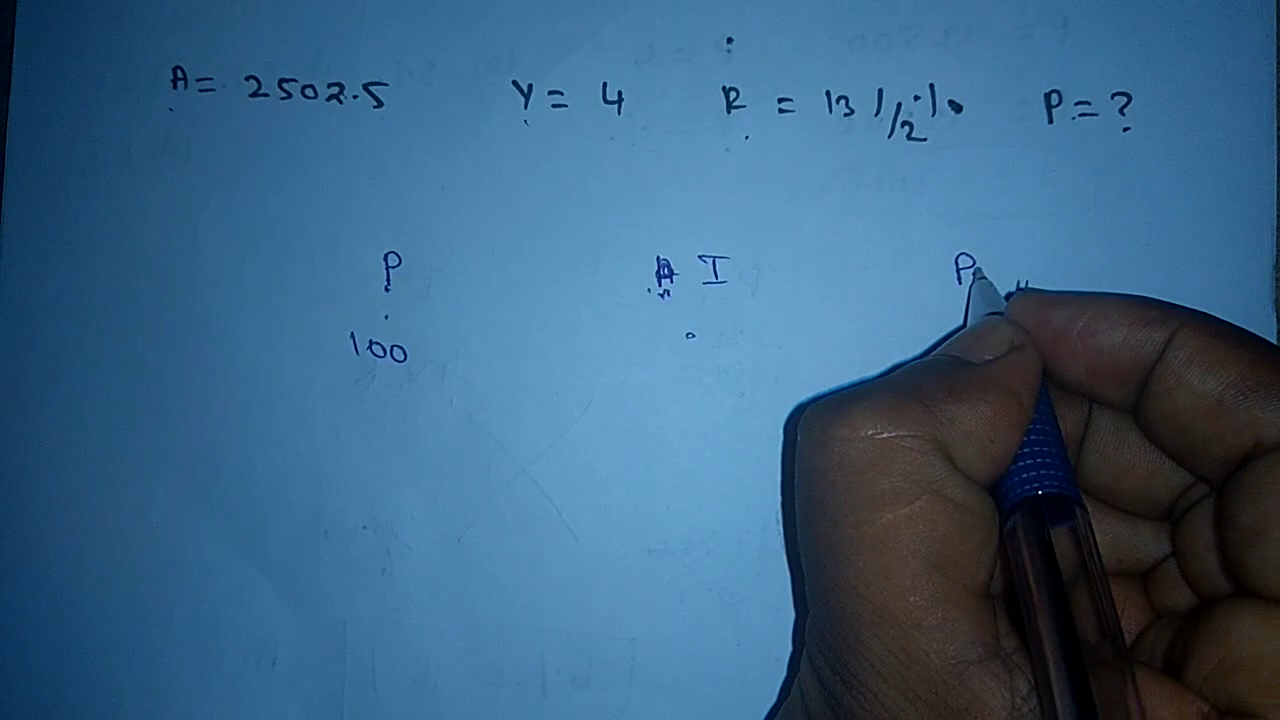 A = 2502.5 Y = 4 R = 13 1/2 % P = ?
P I P
100